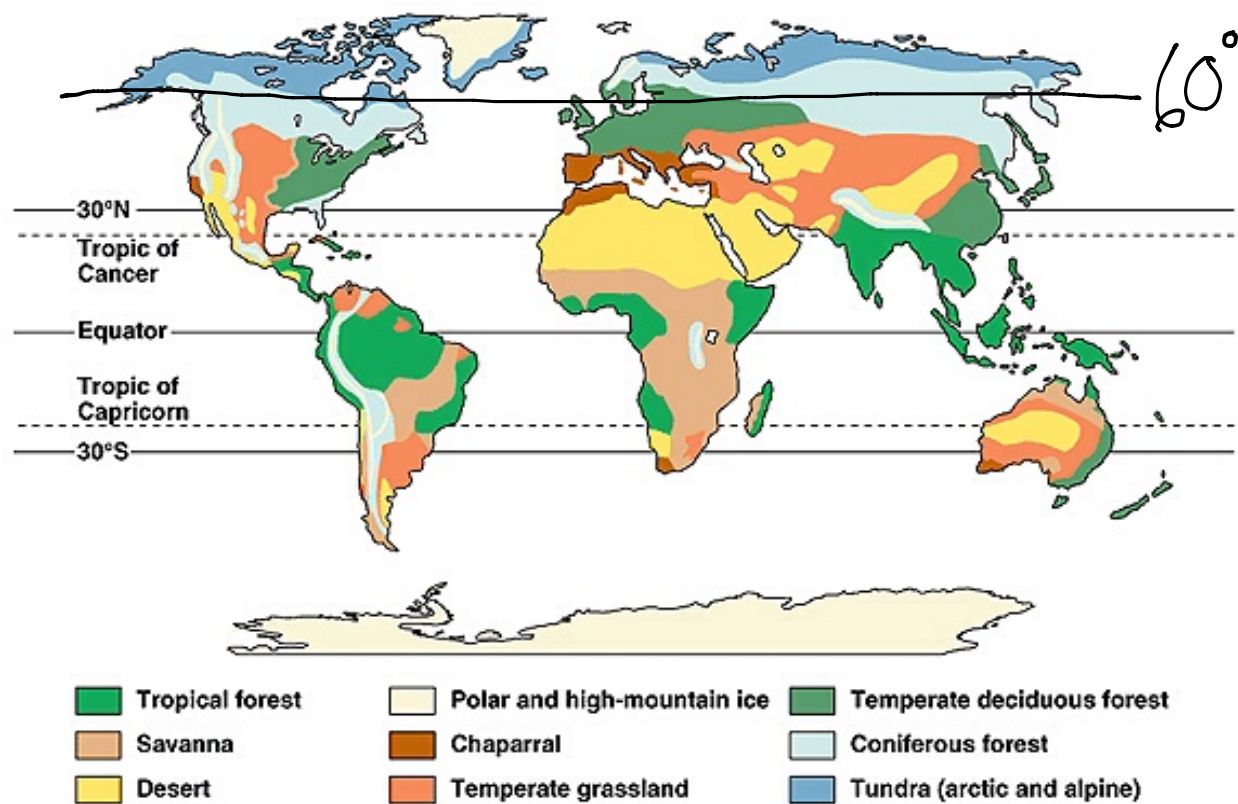 60°
30°N
Tropic of
Cancer
Equator
Tropic of
Capricorn
30°S
Tropical forest
Polar and high-mountain ice
Temperate deciduous forest
Savanna
Chaparral
Coniferous forest
Desert
Temperate grassland
Tundra (arctic and alpine)